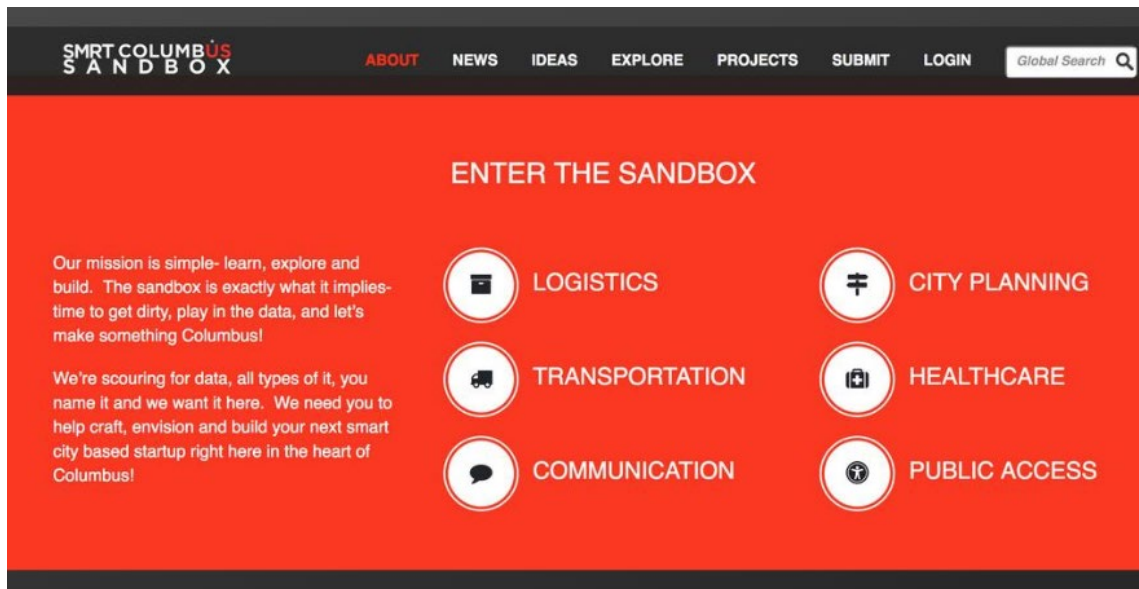 SMRT COLUMBUS
SANDBOX
ABOUT NEWS IDEAS EXPLORE PROJECTS SUBMIT LOGIN Global Search
ENTER THE SANDBOX
Our mission is simple- learn, explore and
build. The sandbox is exactly what it implies-
time to get dirty, play in the data, and let's
make something Columbus!
We're scouring for data, all types of it, you
name it and we want it here. We need you to
help craft, envision and build your next smart
city based startup right here in the heart of
Columbus!
LOGISTICS
TRANSPORTATION
COMMUNICATION
CITY PLANNING
HEALTHCARE
PUBLIC ACCESS